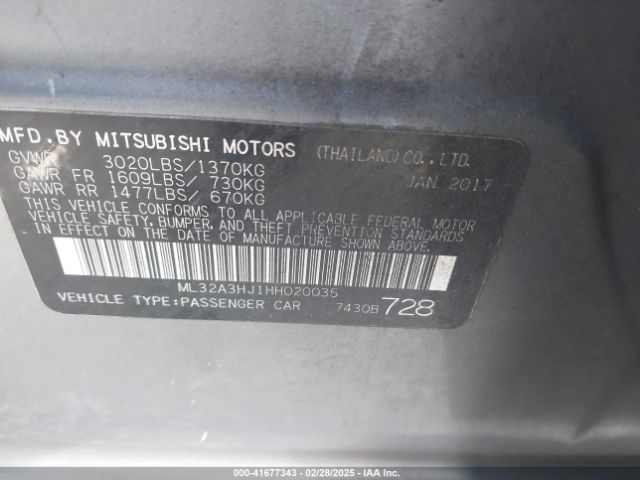 MFD. BY MITSUBISHI MOTORS (THAILAND) CO., LTD.
GVWR 3020LBS/1370KG JAN 2017
GAWR FR 1609LBS/ 730KG
GAWR RR 1477LBS/ 670KG
THIS VEHICLE CONFORMS TO ALL APPLICABLE FEDERAL MOTOR
VEHICLE SAFETY, BUMPER, AND THEFT PREVENTION STANDARDS
IN EFFECT ON THE DATE OF MANUFACTURE SHOWN ABOVE.
ML32A3HJ1HH020035
VEHICLE TYPE:PASSENGER CAR 7430B 728
000-41677343 - 02/28/2025 - IAA Inc.